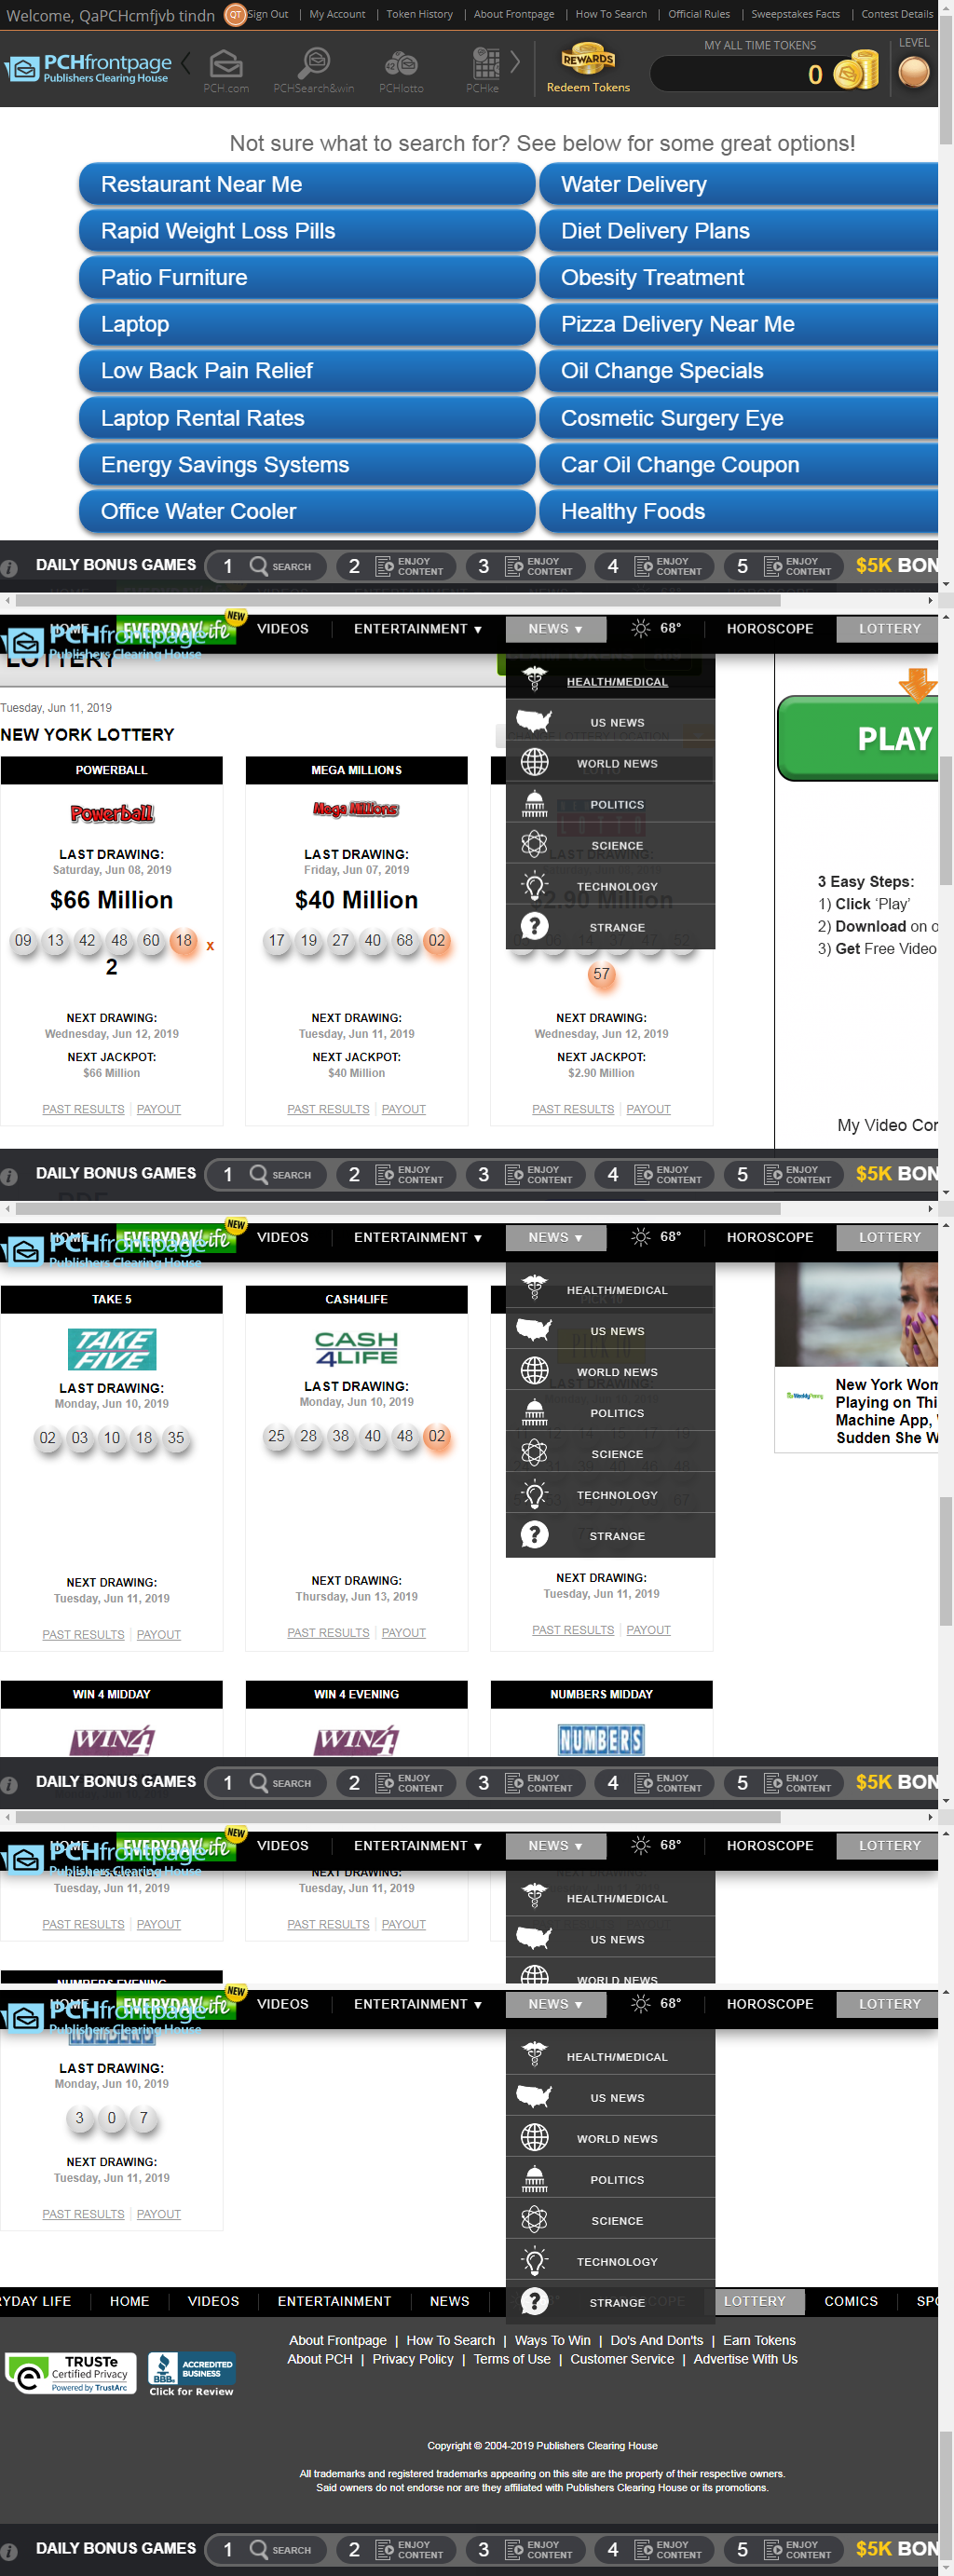 Welcome, QaPCHcmfjvb tindn QT Sign Out | My Account | Token History | About Frontpage | How To Search | Official Rules | Sweepstakes Facts | Contest Details
PCHfrontpage
Publishers Clearing House
PCH.com PCHSearch&win PCHlotto PCHke
REWARDS
Redeem Tokens
MY ALL TIME TOKENS
0
LEVEL
Not sure what to search for? See below for some great options!
Restaurant Near Me Water Delivery
Rapid Weight Loss Pills Diet Delivery Plans
Patio Furniture Obesity Treatment
Laptop Pizza Delivery Near Me
Low Back Pain Relief Oil Change Specials
Laptop Rental Rates Cosmetic Surgery Eye
Energy Savings Systems Car Oil Change Coupon
Office Water Cooler Healthy Foods
DAILY BONUS GAMES 1 SEARCH 2 ENJOY CONTENT 3 ENJOY CONTENT 4 ENJOY CONTENT 5 ENJOY CONTENT $5K BON
HOME EVERYDAY life NEW VIDEOS ENTERTAINMENT ▼ NEWS ▼ 68° HOROSCOPE LOTTERY
PCHfrontpage
Publishers Clearing House
LOTTERY
HEALTH/MEDICAL
US NEWS
WORLD NEWS
POLITICS
SCIENCE
TECHNOLOGY
STRANGE
Tuesday, Jun 11, 2019
NEW YORK LOTTERY
PLAY
POWERBALL MEGA MILLIONS
Powerball Mega Millions
LAST DRAWING: LAST DRAWING:
Saturday, Jun 08, 2019 Friday, Jun 07, 2019
$66 Million $40 Million $2.90 Million
09 13 42 48 60 18 x 2
17 19 27 40 68 02
57
3 Easy Steps:
1) Click ‘Play’
2) Download on o
3) Get Free Video
NEXT DRAWING: NEXT DRAWING: NEXT DRAWING:
Wednesday, Jun 12, 2019 Tuesday, Jun 11, 2019 Wednesday, Jun 12, 2019
NEXT JACKPOT: NEXT JACKPOT: NEXT JACKPOT:
$66 Million $40 Million $2.90 Million
PAST RESULTS | PAYOUT PAST RESULTS | PAYOUT PAST RESULTS | PAYOUT
My Video Cor
DAILY BONUS GAMES 1 SEARCH 2 ENJOY CONTENT 3 ENJOY CONTENT 4 ENJOY CONTENT 5 ENJOY CONTENT $5K BON
HOME EVERYDAY life NEW VIDEOS ENTERTAINMENT ▼ NEWS ▼ 68° HOROSCOPE LOTTERY
PCHfrontpage
Publishers Clearing House
HEALTH/MEDICAL
US NEWS
WORLD NEWS
POLITICS
SCIENCE
TECHNOLOGY
STRANGE
TAKE 5 CASH4LIFE
TAKE FIVE CASH 4LIFE PICK 10
LAST DRAWING: LAST DRAWING:
Monday, Jun 10, 2019 Monday, Jun 10, 2019
02 03 10 18 35
25 28 38 40 48 02
New York Wom
Playing on Thi
Machine App,
Sudden She W
NEXT DRAWING: NEXT DRAWING: NEXT DRAWING:
Tuesday, Jun 11, 2019 Thursday, Jun 13, 2019 Tuesday, Jun 11, 2019
PAST RESULTS | PAYOUT PAST RESULTS | PAYOUT PAST RESULTS | PAYOUT
WIN 4 MIDDAY WIN 4 EVENING NUMBERS MIDDAY
WIN4 WIN4 NUMBERS
DAILY BONUS GAMES 1 SEARCH 2 ENJOY CONTENT 3 ENJOY CONTENT 4 ENJOY CONTENT 5 ENJOY CONTENT $5K BON
HOME EVERYDAY life NEW VIDEOS ENTERTAINMENT ▼ NEWS ▼ 68° HOROSCOPE LOTTERY
PCHfrontpage
Publishers Clearing House
NEXT DRAWING: NEXT DRAWING:
Tuesday, Jun 11, 2019 Tuesday, Jun 11, 2019
PAST RESULTS | PAYOUT PAST RESULTS | PAYOUT
HEALTH/MEDICAL
US NEWS
WORLD NEWS
NUMBERS EVENING
HOME EVERYDAY life NEW VIDEOS ENTERTAINMENT ▼ NEWS ▼ 68° HOROSCOPE LOTTERY
PCHfrontpage
Publishers Clearing House
NUMBERS
LAST DRAWING:
Monday, Jun 10, 2019
3 0 7
NEXT DRAWING:
Tuesday, Jun 11, 2019
PAST RESULTS | PAYOUT
HEALTH/MEDICAL
US NEWS
WORLD NEWS
POLITICS
SCIENCE
TECHNOLOGY
STRANGE
RYDAY LIFE HOME VIDEOS ENTERTAINMENT NEWS LOTTERY COMICS SPO
About Frontpage | How To Search | Ways To Win | Do's And Don'ts | Earn Tokens
About PCH | Privacy Policy | Terms of Use | Customer Service | Advertise With Us
TRUSTe
Certified Privacy
Powered by TrustArc
BBB ACCREDITED BUSINESS
Click for Review
Copyright © 2004-2019 Publishers Clearing House
All trademarks and registered trademarks appearing on this site are the property of their respective owners.
Said owners do not endorse nor are they affiliated with Publishers Clearing House or its promotions.
DAILY BONUS GAMES 1 SEARCH 2 ENJOY CONTENT 3 ENJOY CONTENT 4 ENJOY CONTENT 5 ENJOY CONTENT $5K BON